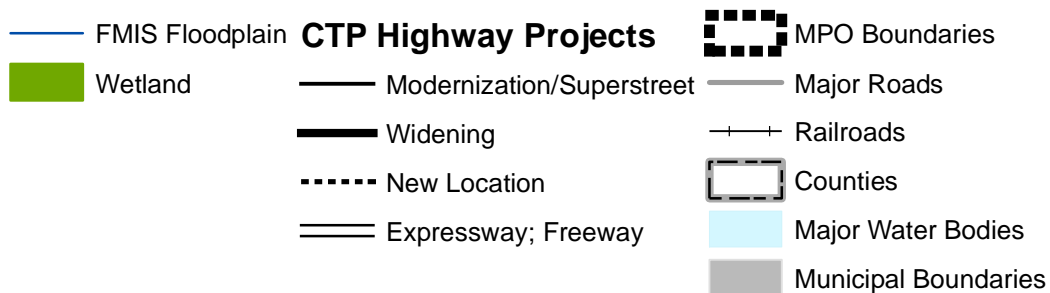 FMIS Floodplain
Wetland
CTP Highway Projects
Modernization/Superstreet
Widening
New Location
Expressway; Freeway
MPO Boundaries
Major Roads
Railroads
Counties
Major Water Bodies
Municipal Boundaries